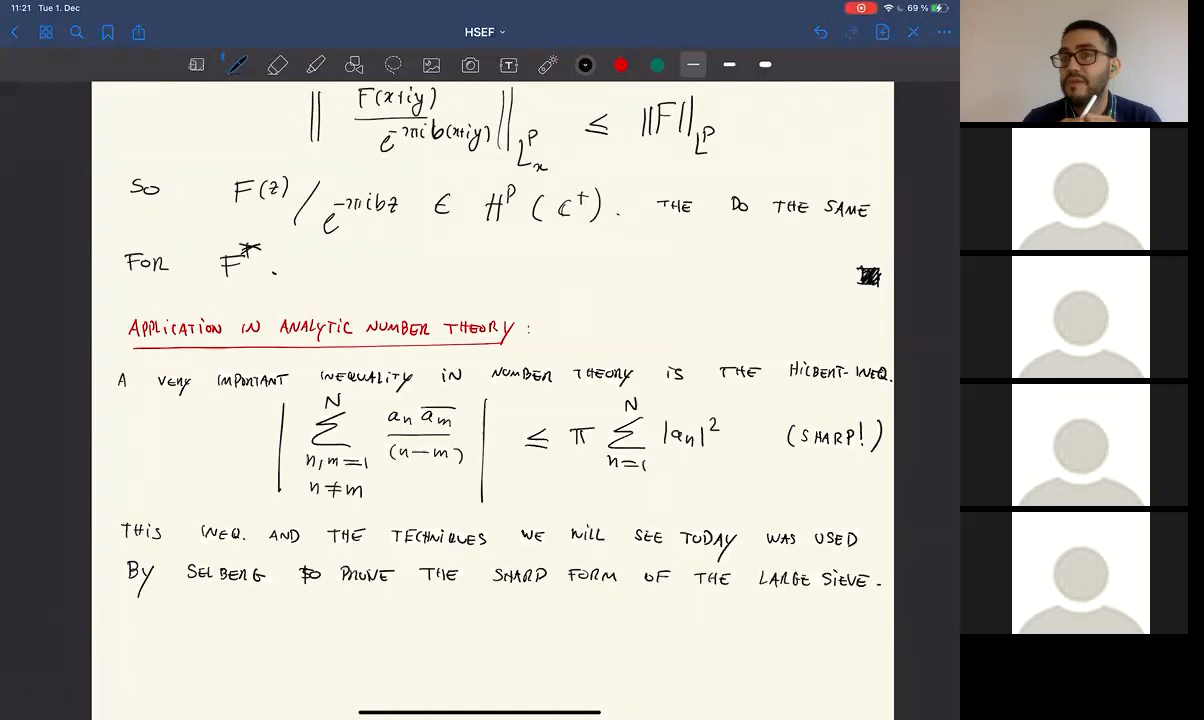 11:21 Tue 1. Dec
69 %
HSEF
‖ F(x+iy) / e^{-πib(x+iy)} ‖_{L^p_x} ≤ ‖F‖_{L^p}
SO F(z) / e^{-πibz} ∈ H^p (ℂ^+). THE DO THE SAME
FOR F^*.
APPLICATION IN ANALYTIC NUMBER THEORY:
A VERY IMPORTANT INEQUALITY IN NUMBER THEORY IS THE HILBERT-INEQ.
| ∑_{n,m=1, n≠m}^{N} a_n \overline{a_m} / (n-m) | ≤ π ∑_{n=1}^{N} |a_n|^2 (SHARP!)
THIS INEQ. AND THE TECHNIQUES WE WILL SEE TODAY WAS USED
BY SELBERG TO PROVE THE SHARP FORM OF THE LARGE SIEVE.